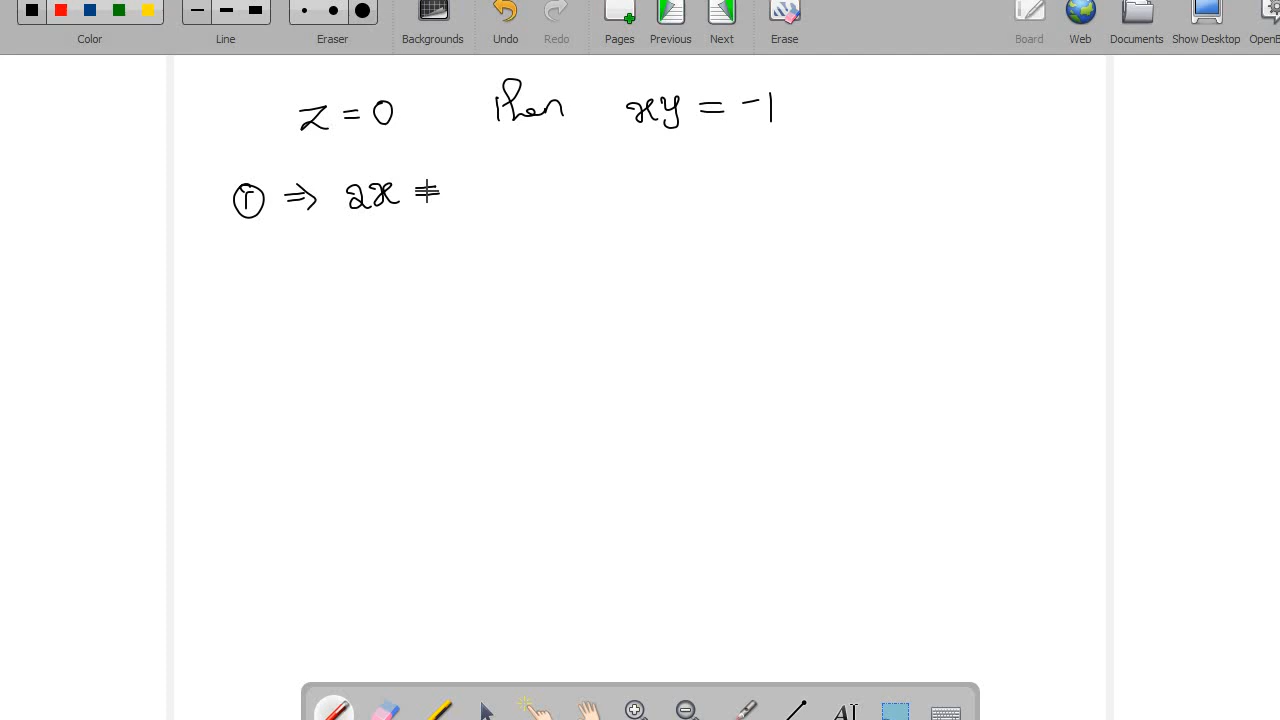 Color Line Eraser Backgrounds Undo Redo Pages Previous Next Erase Board Web Documents Show Desktop OpenB
z = 0 then xy = -1
① ⇒ 2x